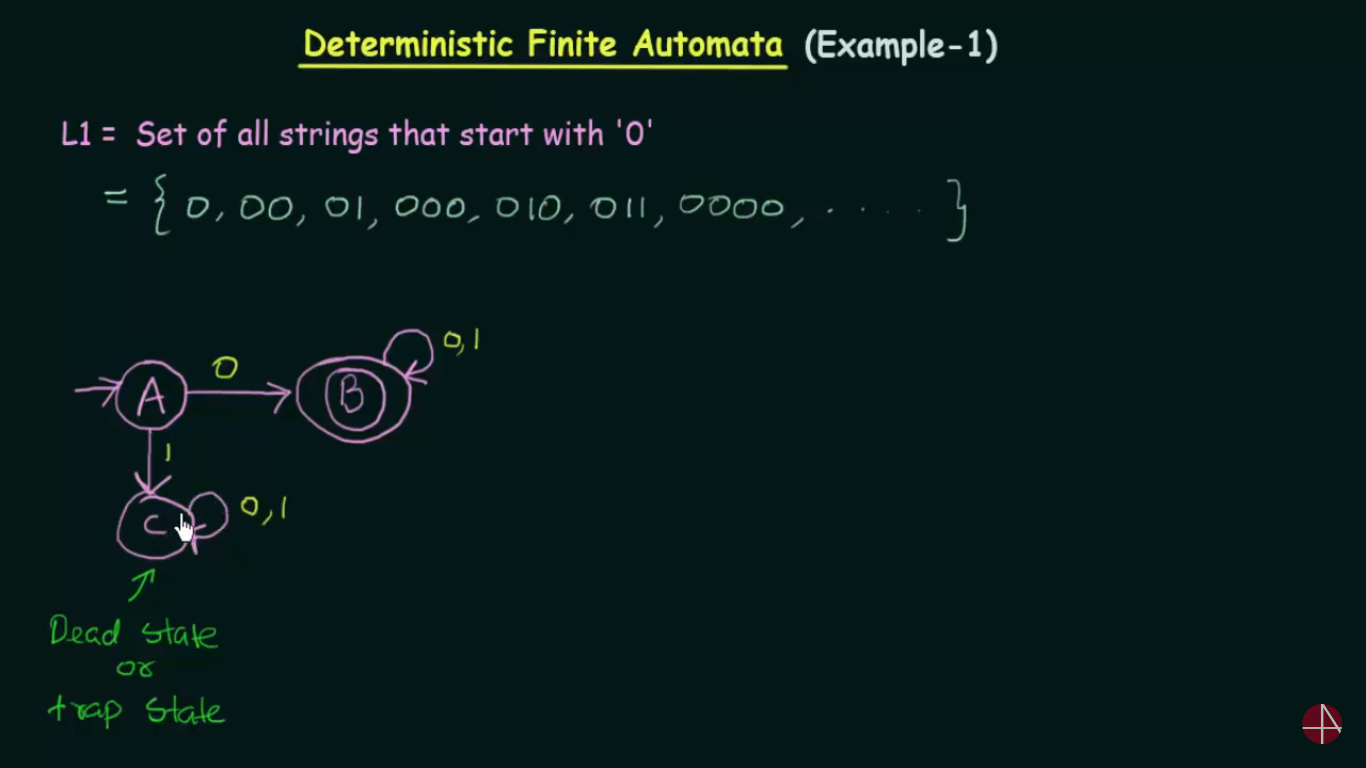 Deterministic Finite Automata (Example-1)
L1 = Set of all strings that start with '0'
= { 0, 00, 01, 000, 010, 011, 0000, ..... }
0,1
0
A
B
1
C
0,1
Dead State
or
trap State